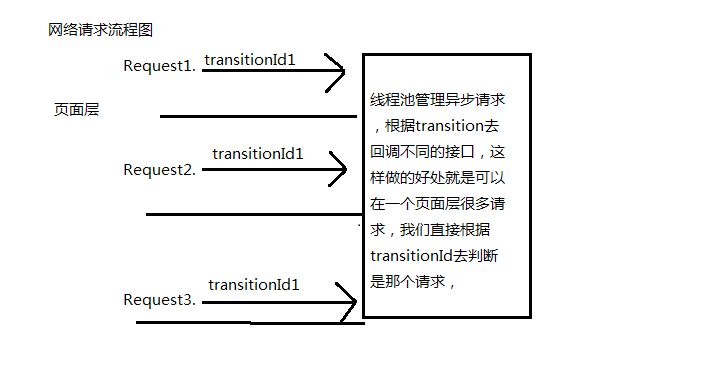 网络请求流程图
Request1. transitionId1
页面层
Request2. transitionId1
Request3. transitionId1
线程池管理异步请求
，根据transition去
回调不同的接口，这
样做的好处就是可以
在一个页面层很多请
求，我们直接根据
transitionId去判断
是那个请求，